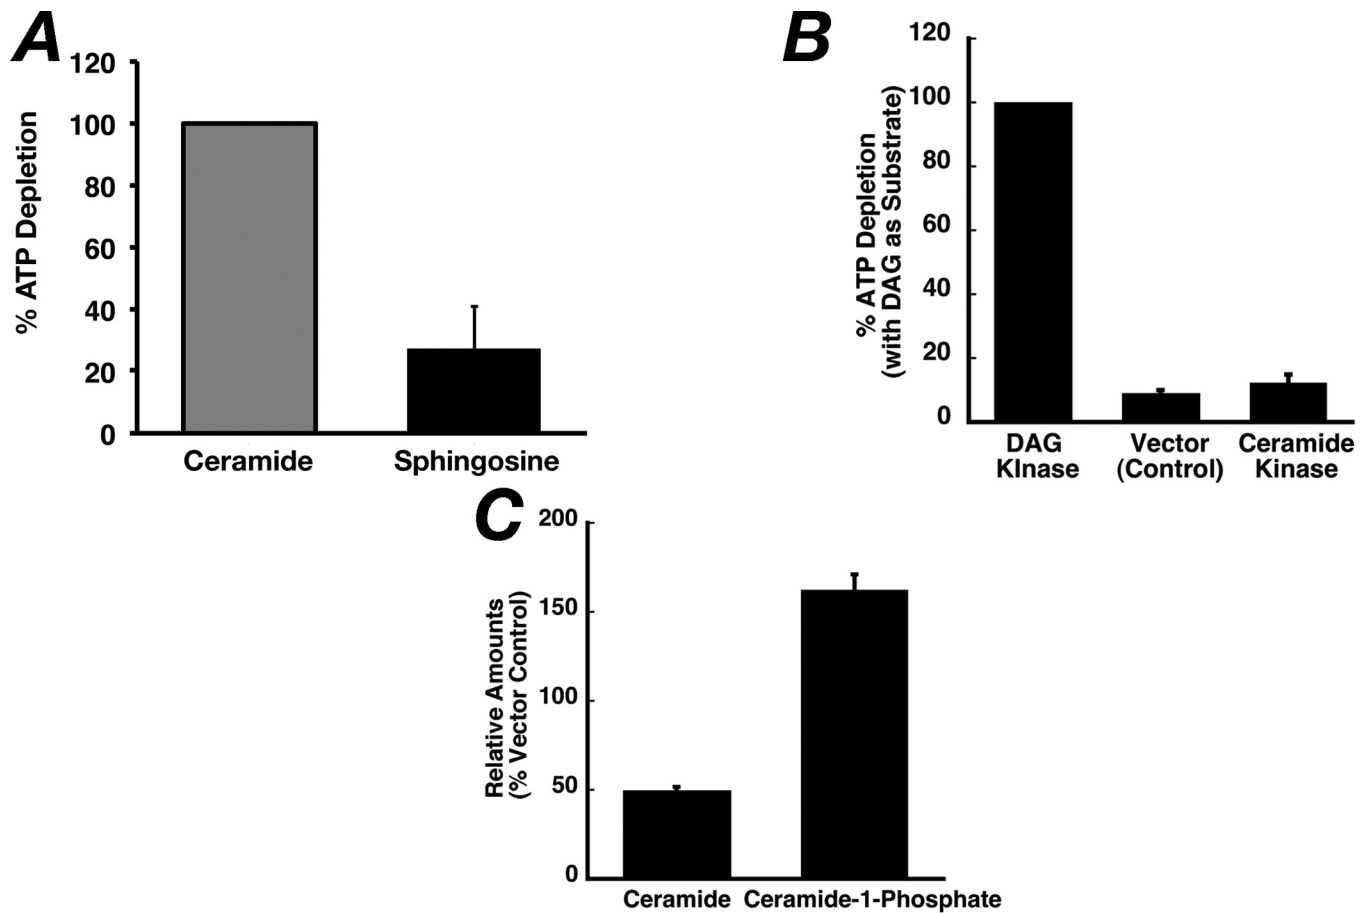 A
120
100
80
60
40
20
0
% ATP Depletion
Ceramide
Sphingosine
B
120
100
80
60
40
20
0
% ATP Depletion
(with DAG as Substrate)
DAG
KInase
Vector
(Control)
Ceramide
Kinase
C
200
150
100
50
0
Relative Amounts
(% Vector Control)
Ceramide
Ceramide-1-Phosphate